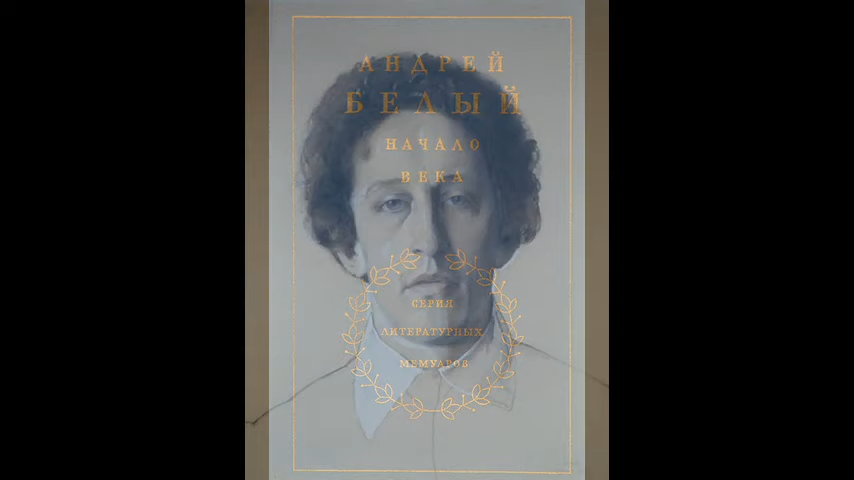 АНДРЕЙ
БЕЛЫЙ
НАЧАЛО
ВЕКА
СЕРИЯ
ЛИТЕРАТУРНЫХ
МЕМУАРОВ